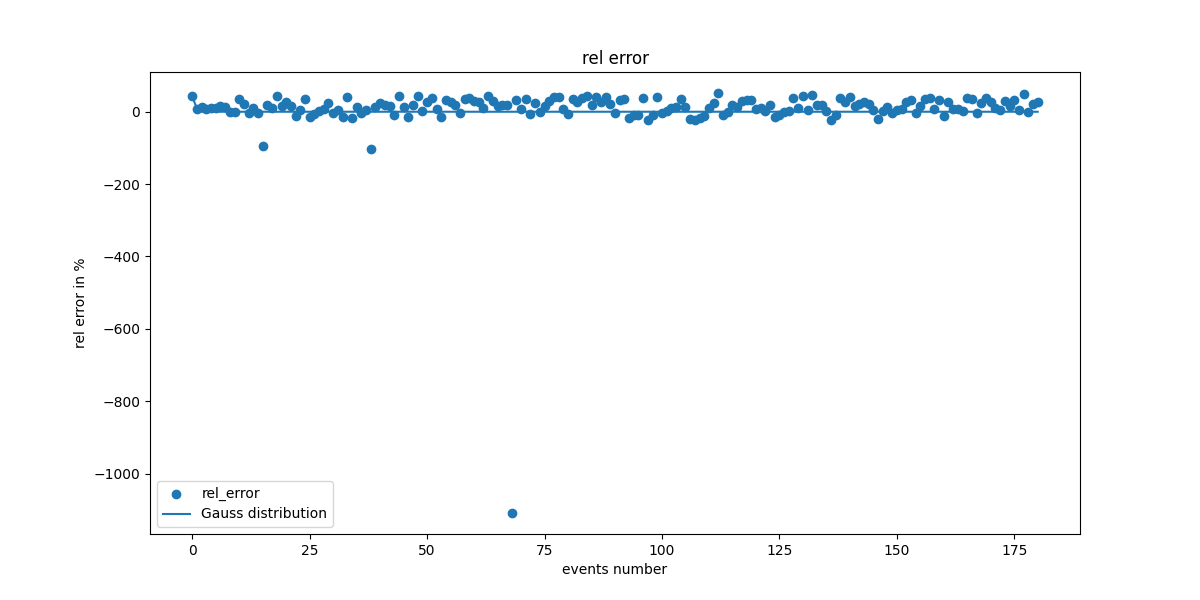 rel error
0
−200
−400
−600
−800
−1000
rel error in %
rel_error
Gauss distribution
0
25
50
75
100
125
150
175
events number